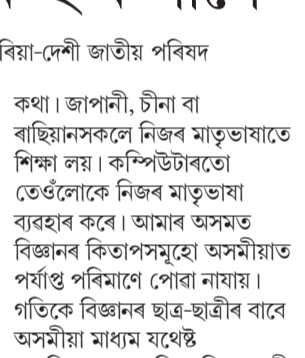 ৰিয়া-দেশী জাতীয় পৰিষদ
কথা। জাপানী, চীনা বা
ৰাছিয়ানসকলে নিজৰ মাতৃভাষাতে
শিক্ষা লয়। কম্পিউটাৰতো
তেওঁলোকে নিজৰ মাতৃভাষা
ব্যৱহাৰ কৰে। আমাৰ অসমত
বিজ্ঞানৰ কিতাপসমূহো অসমীয়াত
পৰ্যাপ্ত পৰিমাণে পোৱা নাযায়।
গতিকে বিজ্ঞানৰ ছাত্ৰ-ছাত্ৰীৰ বাবে
অসমীয়া মাধ্যম যথেষ্ট